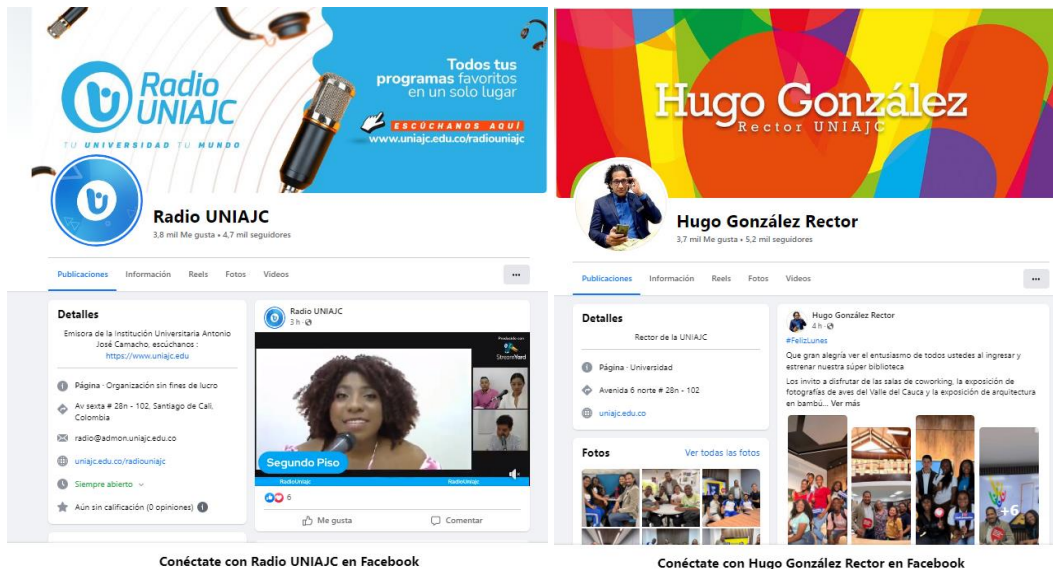 Radio
UNIAJC
TU UNIVERSIDAD TU MUNDO
Todos tus
programas favoritos
en un solo lugar
ESCÚCHANOS AQUÍ
www.uniajc.edu.co/radiouniajc
Radio UNIAJC
3,8 mil Me gusta • 4,7 mil seguidores
Publicaciones Información Reels Fotos Videos
Detalles
Emisora de la Institución Universitaria Antonio
José Camacho, escúchanos :
https://www.uniajc.edu
Página · Organización sin fines de lucro
Av sexta # 28n - 102, Santiago de Cali,
Colombia
radio@admon.uniajc.edu.co
uniajc.edu.co/radiouniajc
Siempre abierto
Aún sin calificación (0 opiniones)
Radio UNIAJC
3 h
Producido con
StreamYard
Segundo Piso
RadioUniajc RadioUniajc
6
Me gusta Comentar
Conéctate con Radio UNIAJC en Facebook
Hugo González
Rector UNIAJC
Hugo González Rector
3,7 mil Me gusta • 5,2 mil seguidores
Publicaciones Información Reels Fotos Videos
Detalles
Rector de la UNIAJC
Página · Universidad
Avenida 6 norte # 28n - 102
uniajc.edu.co
Fotos Ver todas las fotos
Hugo González Rector
4 h
#FelizLunes
Que gran alegría ver el entusiasmo de todos ustedes al ingresar y
estrenar nuestra súper biblioteca
Los invito a disfrutar de las salas de coworking, la exposición de
fotografías de aves del Valle del Cauca y la exposición de arquitectura
en bambú... Ver más
+6
Conéctate con Hugo González Rector en Facebook